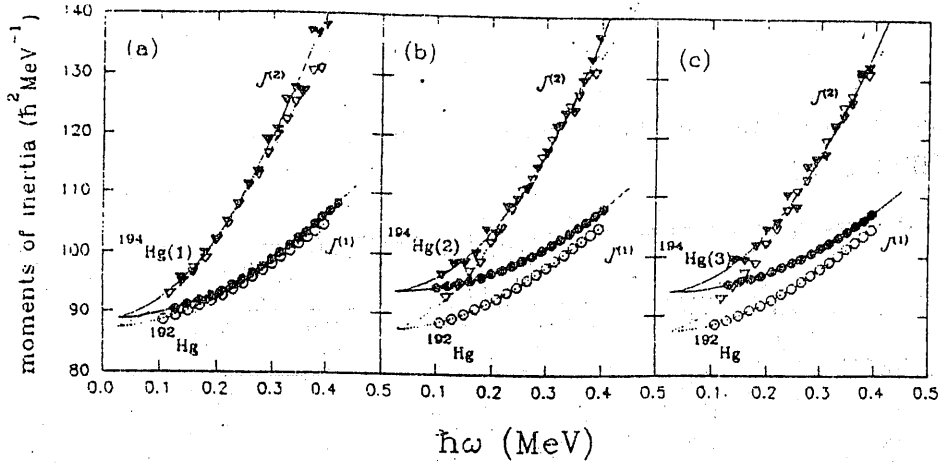 moments of inertia (ℏ² MeV⁻¹)
140
130
120
110
100
90
80
(a)
J⁽²⁾
¹⁹⁴Hg(1)
J⁽¹⁾
¹⁹²Hg
(b)
J⁽²⁾
¹⁹⁴Hg(2)
J⁽¹⁾
¹⁹²Hg
(c)
J⁽²⁾
¹⁹⁴Hg(3)
J⁽¹⁾
¹⁹²Hg
0.0 0.1 0.2 0.3 0.4 0.5 0.1 0.2 0.3 0.4 0.5 0.1 0.2 0.3 0.4 0.5
ℏω (MeV)